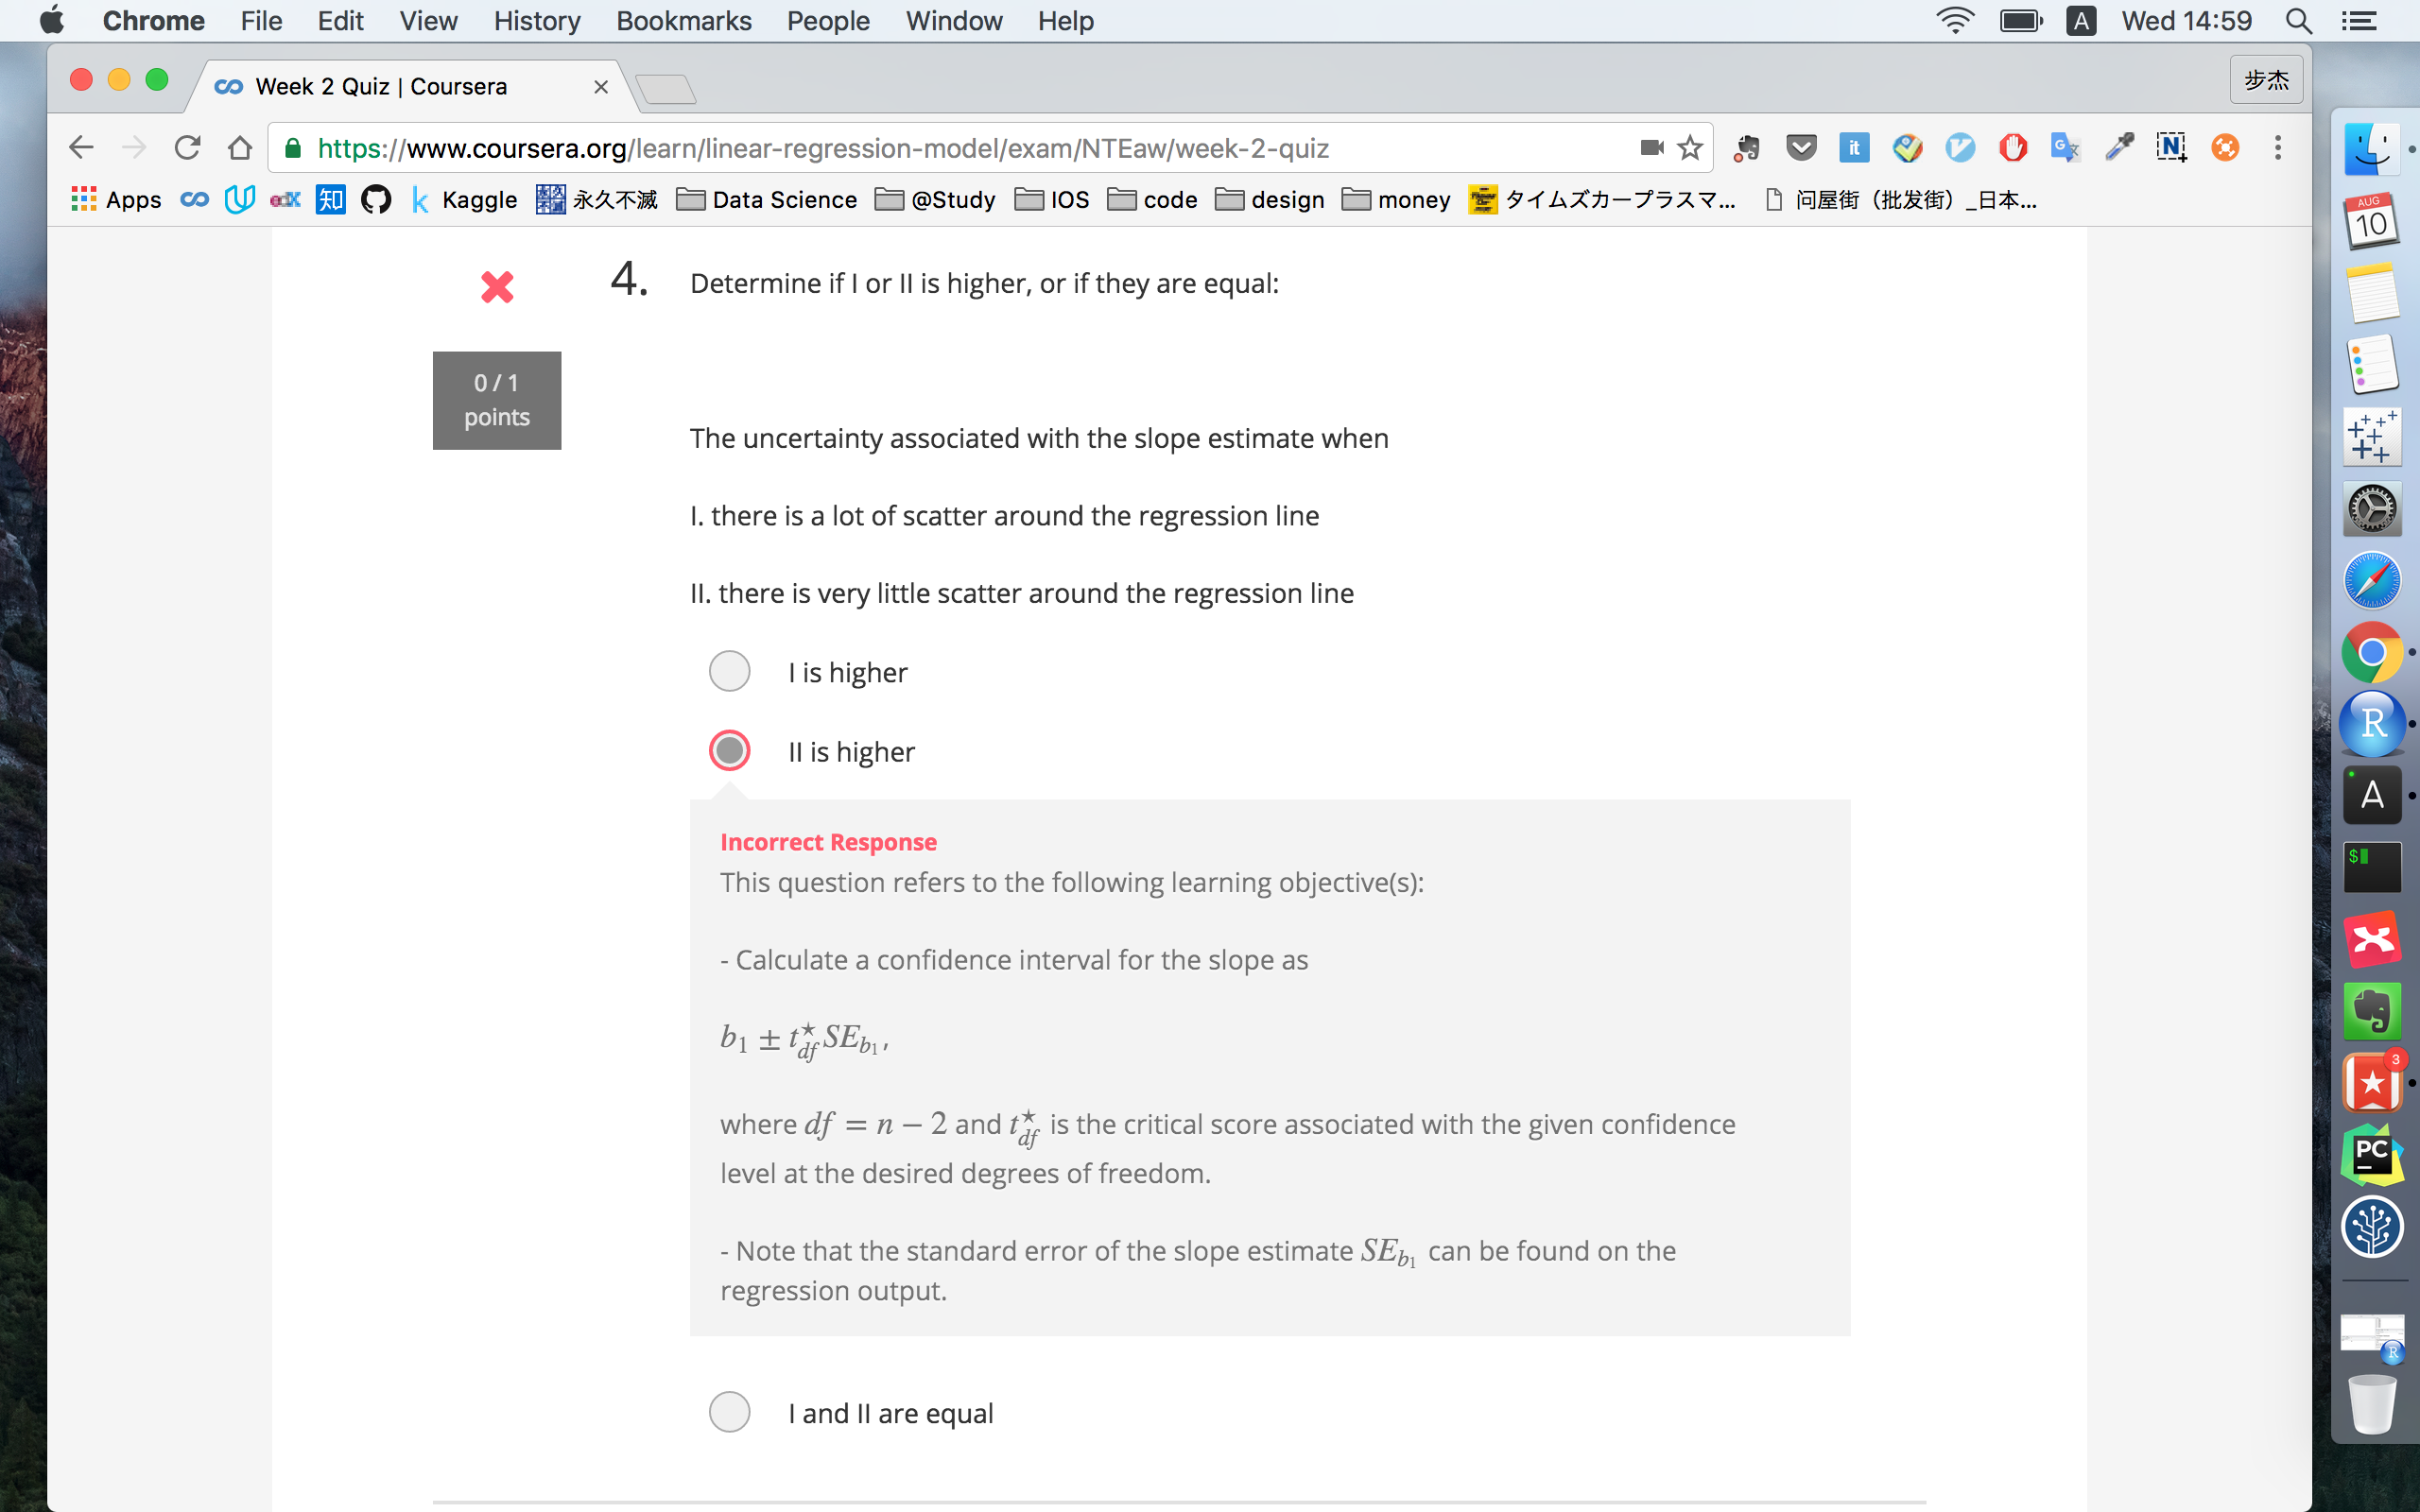 Chrome File Edit View History Bookmarks People Window Help A Wed 14:59
Week 2 Quiz | Coursera 步杰
https://www.coursera.org/learn/linear-regression-model/exam/NTEaw/week-2-quiz it N
Apps edX 知 k Kaggle 永久不滅 Data Science @Study IOS code design money タイムズカープラスマ... 问屋街（批发街）_日本...
4. Determine if I or II is higher, or if they are equal:
0 / 1
points
The uncertainty associated with the slope estimate when
I. there is a lot of scatter around the regression line
II. there is very little scatter around the regression line
I is higher
II is higher
Incorrect Response
This question refers to the following learning objective(s):
- Calculate a confidence interval for the slope as
b₁ ± t★df SEb₁,
where df = n − 2 and t★df is the critical score associated with the given confidence
level at the desired degrees of freedom.
- Note that the standard error of the slope estimate SEb₁ can be found on the
regression output.
I and II are equal
AUG
10
R
A
$
3
PC
R